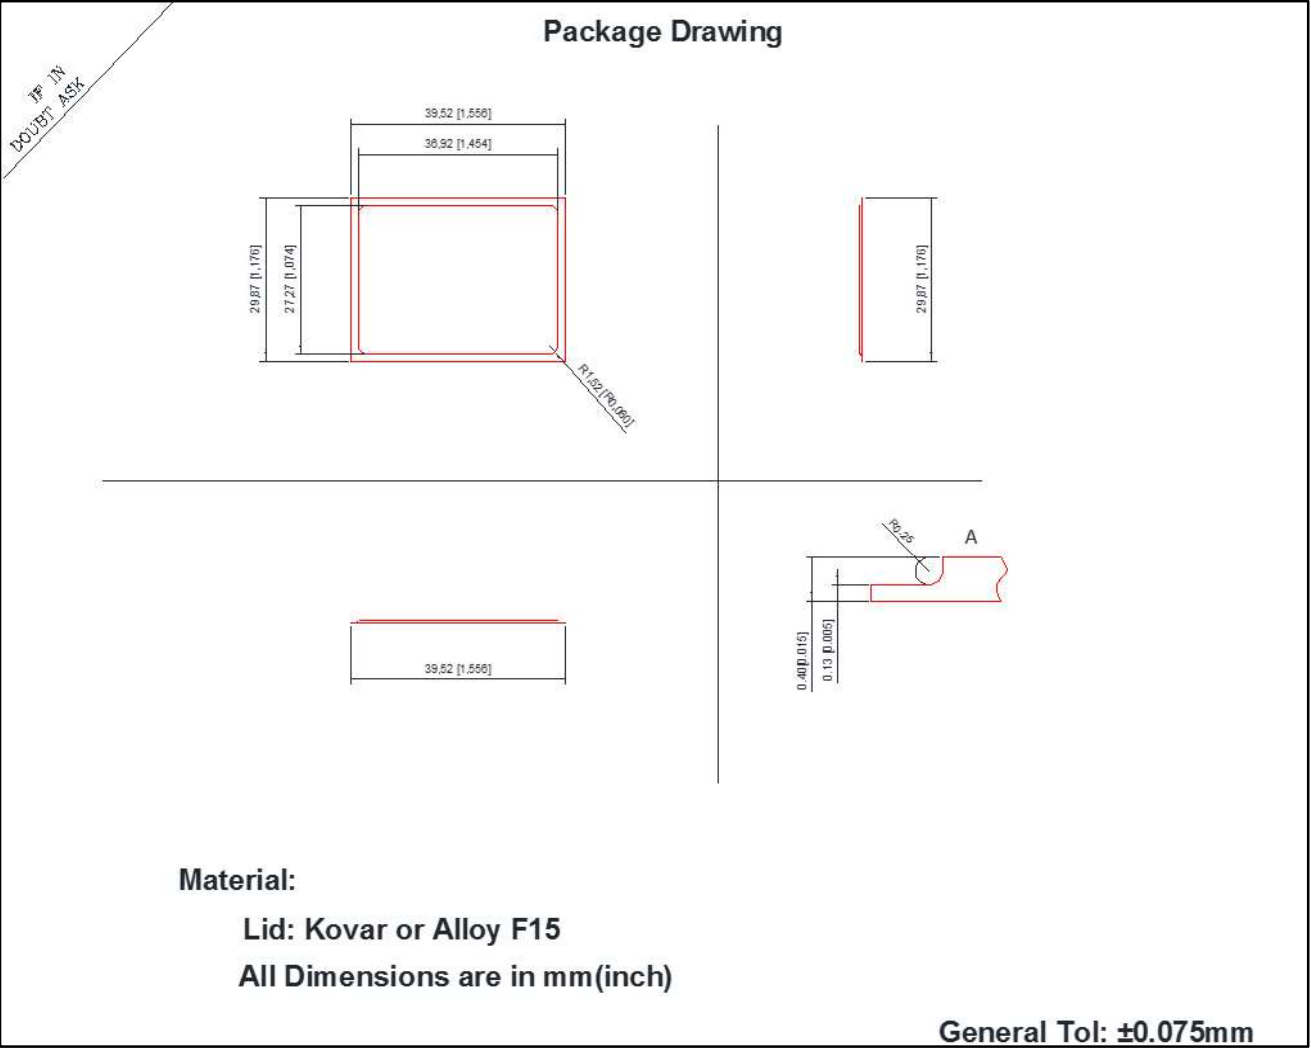 Package Drawing
IF IN
DOUBT ASK
39,52 [1,556]
36,92 [1,454]
29,87 [1,176]
27,27 [1,074]
R1,52 [R0,060]
29,87 [1,176]
R0.25
A
39,52 [1,556]
0.40[0.015]
0.13 [0.005]
Material:
Lid: Kovar or Alloy F15
All Dimensions are in mm(inch)
General Tol: ±0.075mm